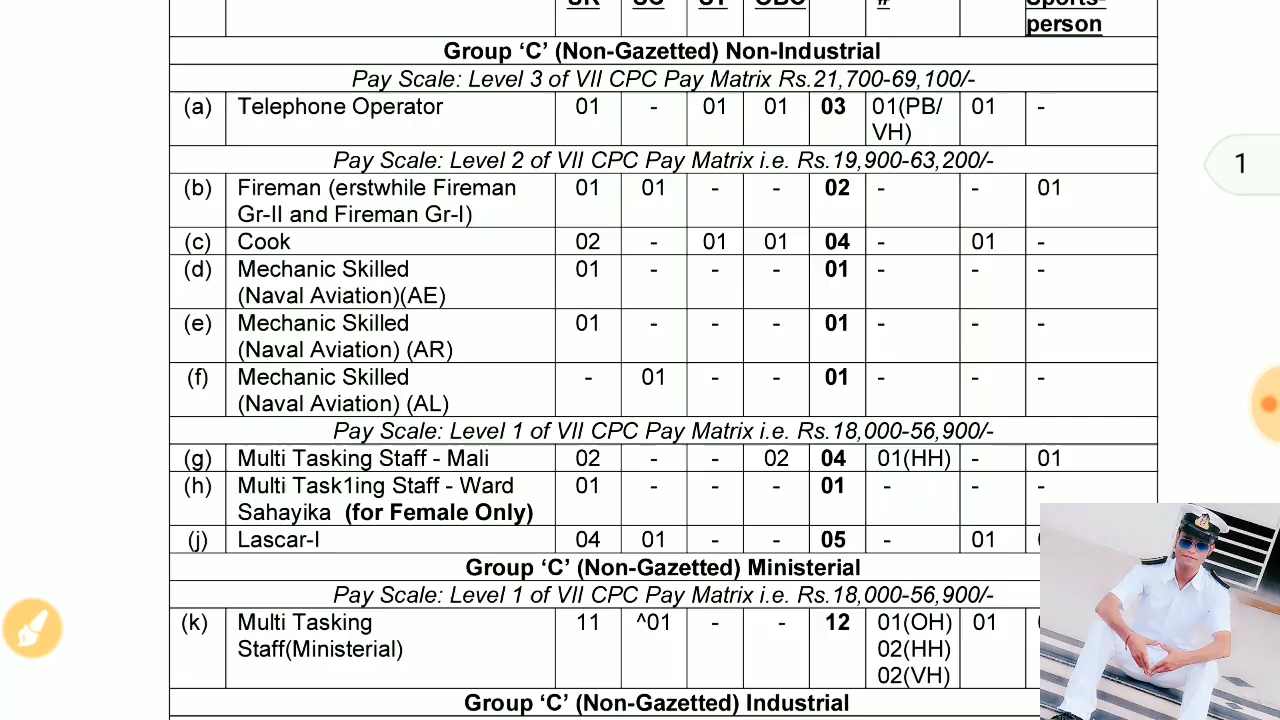 UR SC ST OBC # Sports-
person
Group ‘C’ (Non-Gazetted) Non-Industrial
Pay Scale: Level 3 of VII CPC Pay Matrix Rs.21,700-69,100/-
(a) Telephone Operator 01 - 01 01 03 01(PB/ 01 -
VH)
Pay Scale: Level 2 of VII CPC Pay Matrix i.e. Rs.19,900-63,200/-
(b) Fireman (erstwhile Fireman 01 01 - - 02 - - 01
Gr-II and Fireman Gr-I)
(c) Cook 02 - 01 01 04 - 01 -
(d) Mechanic Skilled 01 - - - 01 - - -
(Naval Aviation)(AE)
(e) Mechanic Skilled 01 - - - 01 - - -
(Naval Aviation) (AR)
(f) Mechanic Skilled - 01 - - 01 - - -
(Naval Aviation) (AL)
Pay Scale: Level 1 of VII CPC Pay Matrix i.e. Rs.18,000-56,900/-
(g) Multi Tasking Staff - Mali 02 - - 02 04 01(HH) - 01
(h) Multi Task1ing Staff - Ward 01 - - - 01 - - -
Sahayika (for Female Only)
(j) Lascar-I 04 01 - - 05 - 01
Group ‘C’ (Non-Gazetted) Ministerial
Pay Scale: Level 1 of VII CPC Pay Matrix i.e. Rs.18,000-56,900/-
(k) Multi Tasking 11 ^01 - - 12 01(OH) 01
Staff(Ministerial) 02(HH)
02(VH)
Group ‘C’ (Non-Gazetted) Industrial
1